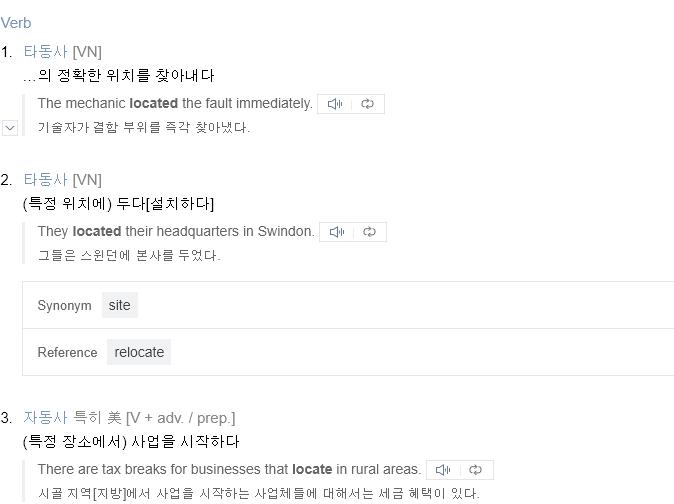 Verb
1. 타동사 [VN]
…의 정확한 위치를 찾아내다
The mechanic located the fault immediately.
기술자가 결함 부위를 즉각 찾아냈다.
2. 타동사 [VN]
(특정 위치에) 두다[설치하다]
They located their headquarters in Swindon.
그들은 스윈던에 본사를 두었다.
Synonym site
Reference relocate
3. 자동사 특히 美 [V + adv. / prep.]
(특정 장소에서) 사업을 시작하다
There are tax breaks for businesses that locate in rural areas.
시골 지역[지방]에서 사업을 시작하는 사업체들에 대해서는 세금 혜택이 있다.